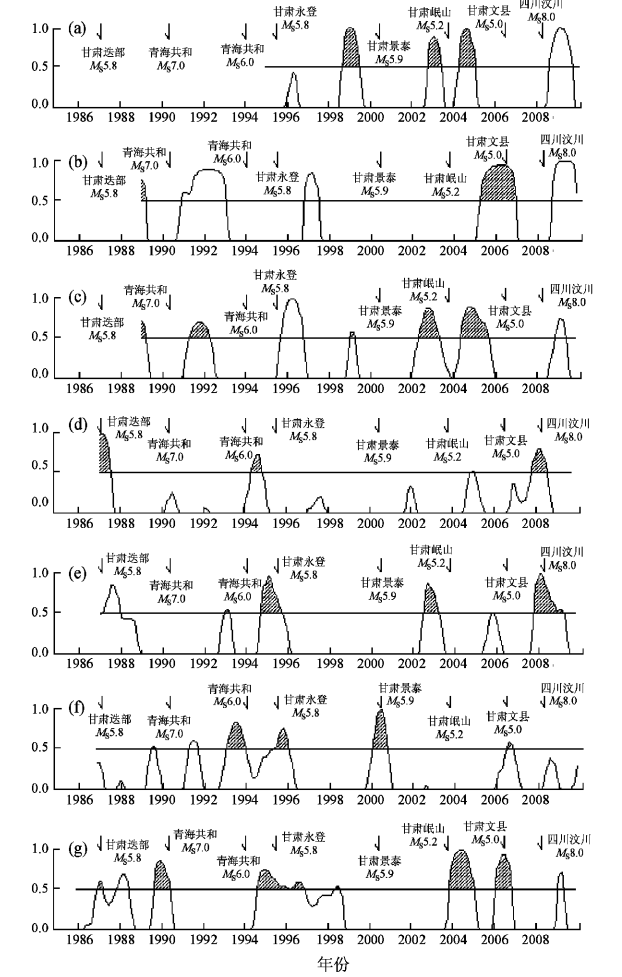 四川汶川
甘肃永登 甘肃岷山 甘肃文县 Ms8.0
(a) Ms5.8 Ms5.2 Ms5.0
1.0
甘肃迭部 青海共和 青海共和 甘肃景泰
Ms5.8 Ms7.0 Ms6.0 Ms5.9
0.5
0.0
1986 1988 1990 1992 1994 1996 1998 2000 2002 2004 2006 2008
青海共和 青海共和 甘肃文县 四川汶川
(b) Ms7.0 Ms6.0 Ms5.0 Ms8.0
1.0
甘肃迭部 甘肃永登 甘肃景泰 甘肃岷山
Ms5.8 Ms5.8 Ms5.9 Ms5.2
0.5
0.0
1986 1988 1990 1992 1994 1996 1998 2000 2002 2004 2006 2008
甘肃永登
青海共和 Ms5.8 甘肃岷山 四川汶川
(c) Ms7.0 Ms5.2 Ms8.0
1.0
甘肃迭部 青海共和 甘肃景泰 甘肃文县
Ms5.8 Ms6.0 Ms5.9 Ms5.0
0.5
0.0
1986 1988 1990 1992 1994 1996 1998 2000 2002 2004 2006 2008
(d) 甘肃迭部 甘肃永登 四川汶川
1.0 Ms5.8 Ms5.8 Ms8.0
青海共和 青海共和 甘肃景泰 甘肃岷山 甘肃文县
Ms7.0 Ms6.0 Ms5.9 Ms5.2 Ms5.0
0.5
0.0
1986 1988 1990 1992 1994 1996 1998 2000 2002 2004 2006 2008
甘肃迭部 甘肃永登 甘肃岷山 四川汶川
(e) Ms5.8 Ms5.8 Ms5.2 Ms8.0
1.0
青海共和 青海共和 甘肃景泰 甘肃文县
Ms7.0 Ms6.0 Ms5.9 Ms5.0
0.5
0.0
1986 1988 1990 1992 1994 1996 1998 2000 2002 2004 2006 2008
青海共和 甘肃景泰 四川汶川
(f) Ms6.0 甘肃永登 Ms5.9 Ms8.0
1.0 Ms5.8
甘肃迭部 青海共和 甘肃岷山 甘肃文县
Ms5.8 Ms7.0 Ms5.2 Ms5.0
0.5
0.0
1986 1988 1990 1992 1994 1996 1998 2000 2002 2004 2006 2008
青海共和 甘肃岷山 甘肃文县
(g) 甘肃迭部 Ms7.0 甘肃永登 Ms5.2 Ms5.0 四川汶川
1.0 Ms5.8 Ms5.8 Ms8.0
青海共和 甘肃景泰
Ms6.0 Ms5.9
0.5
0.0
1986 1988 1990 1992 1994 1996 1998 2000 2002 2004 2006 2008
年份